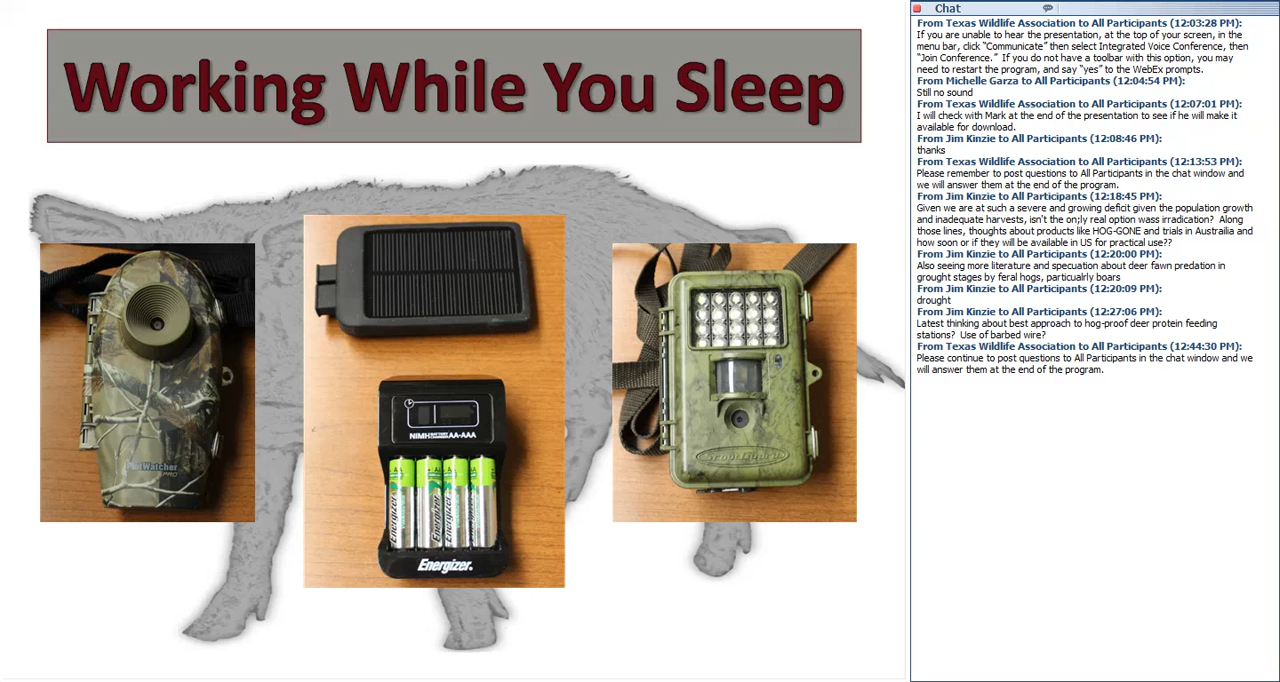 Working While You Sleep
PlotWatcher
PRO
NiMH BATTERY CHARGER AA-AAA
Energizer
Energizer
Energizer
Energizer.
SCOUTGUARD
Chat
From Texas Wildlife Association to All Participants (12:03:28 PM):
If you are unable to hear the presentation, at the top of your screen, in the
menu bar, click “Communicate” then select Integrated Voice Conference, then
“Join Conference.”  If you do not have a toolbar with this option, you may
need to restart the program, and say “yes” to the WebEx prompts.
From Michelle Garza to All Participants (12:04:54 PM):
Still no sound
From Texas Wildlife Association to All Participants (12:07:01 PM):
I will check with Mark at the end of the presentation to see if he will make it
available for download.
From Jim Kinzie to All Participants (12:08:46 PM):
thanks
From Texas Wildlife Association to All Participants (12:13:53 PM):
Please remember to post questions to All Participants in the chat window and
we will answer them at the end of the program.
From Jim Kinzie to All Participants (12:18:45 PM):
Given we are at such a severe and growing deficit given the population growth
and inadequate harvests, isn't the on;ly real option wass irradication?  Along
those lines, thoughts about products like HOG-GONE and trials in Austrailia and
how soon or if they will be available in US for practical use??
From Jim Kinzie to All Participants (12:20:00 PM):
Also seeing more literature and specuation about deer fawn predation in
grought stages by feral hogs, particualrly boars
From Jim Kinzie to All Participants (12:20:09 PM):
drought
From Jim Kinzie to All Participants (12:27:06 PM):
Latest thinking about best approach to hog-proof deer protein feeding
stations?  Use of barbed wire?
From Texas Wildlife Association to All Participants (12:44:30 PM):
Please continue to post questions to All Participants in the chat window and we
will answer them at the end of the program.